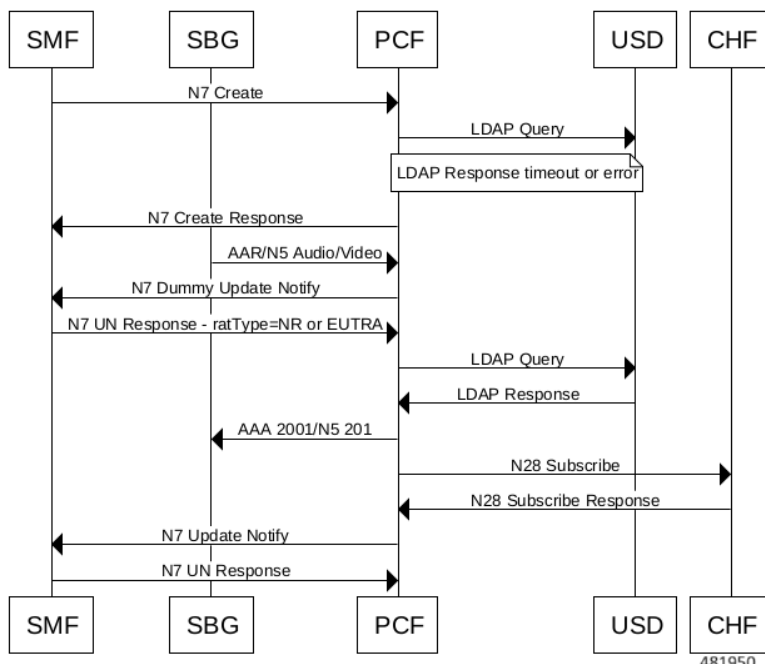 SMF SBG PCF USD CHF
N7 Create
LDAP Query
LDAP Response timeout or error
N7 Create Response
AAR/N5 Audio/Video
N7 Dummy Update Notify
N7 UN Response - ratType=NR or EUTRA
LDAP Query
LDAP Response
AAA 2001/N5 201
N28 Subscribe
N28 Subscribe Response
N7 Update Notify
N7 UN Response
SMF SBG PCF USD CHF
481950